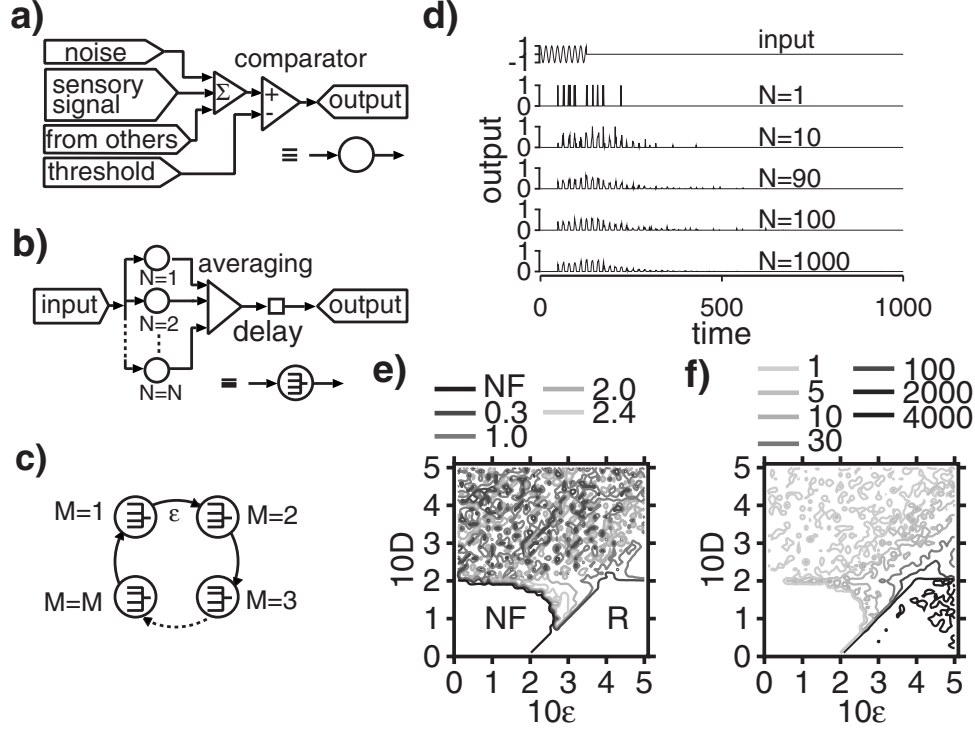 a)
noise
sensory
signal
from others
threshold
Σ
comparator
+
-
output
≡
b)
input
N=1
N=2
N=N
averaging
delay
output
≡
c)
M=1
ε
M=2
M=M
M=3
d)
output
1
-1
input
1
0
N=1
1
0
N=10
1
0
N=90
1
0
N=100
1
0
N=1000
0 500 1000
time
e)
NF 2.0
0.3 2.4
1.0
10D
5
4
3
2
1
0
NF
R
0 1 2 3 4 5
10ε
f)
1 100
5 2000
10 4000
30
10D
5
4
3
2
1
0
0 1 2 3 4 5
10ε